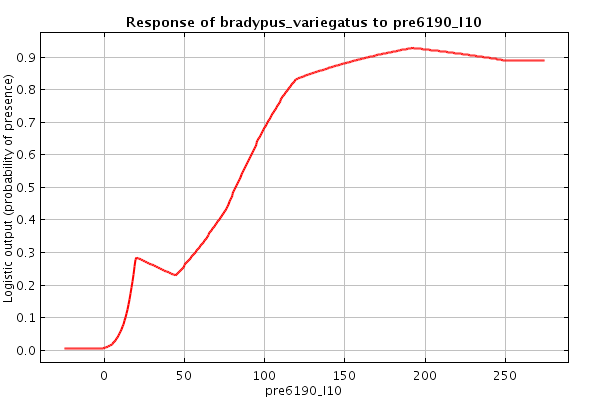 Response of bradypus_variegatus to pre6190_l10
Logistic output (probability of presence)
0.9
0.8
0.7
0.6
0.5
0.4
0.3
0.2
0.1
0.0
0 50 100 150 200 250
pre6190_l10